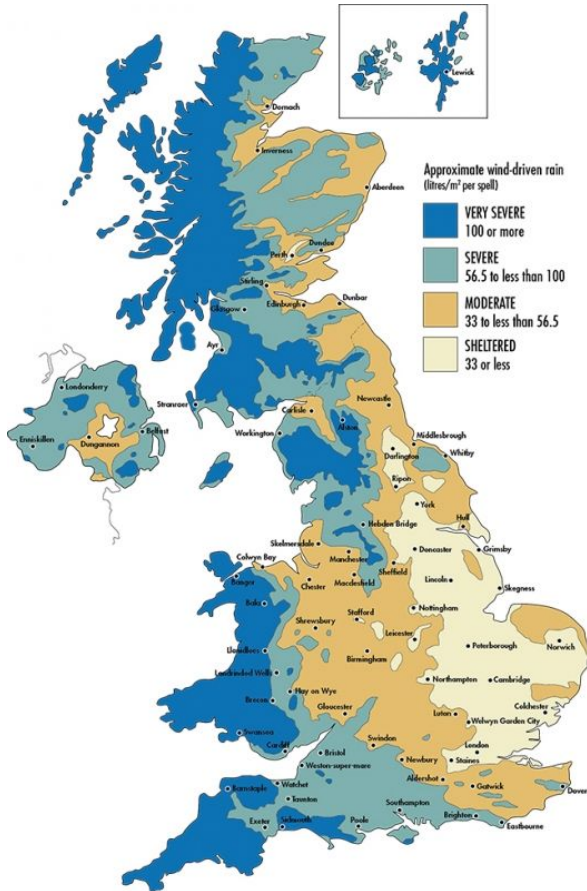 Lewick
Dornach
Inverness
Aberdeen
Approximate wind-driven rain
(litres/m² per spell)
VERY SEVERE
100 or more
SEVERE
56.5 to less than 100
MODERATE
33 to less than 56.5
SHELTERED
33 or less
Dundee
Perth
Stirling
Edinburgh
Dunbar
Glasgow
Ayr
Londonderry
Stranraer
Carlisle
Newcastle
Alston
Belfast
Enniskillen
Dungannon
Workington
Middlesbrough
Whitby
Darlington
Ripon
York
Hull
Hebden Bridge
Skelmersdale
Manchester
Macclesfield
Doncaster
Grimsby
Sheffield
Colwyn Bay
Bangor
Chester
Lincoln
Skegness
Bala
Stafford
Nottingham
Shrewsbury
Leicester
Norwich
Llanidloes
Birmingham
Peterborough
Landrindod Wells
Northampton
Cambridge
Hay on Wye
Brecon
Gloucester
Luton
Colchester
Welwyn Garden City
Swansea
Cardiff
Swindon
London
Bristol
Newbury
Staines
Weston-super-mare
Aldershot
Gatwick
Dover
Barnstaple
Watchet
Taunton
Southampton
Brighton
Eastbourne
Exeter
Sidmouth
Poole